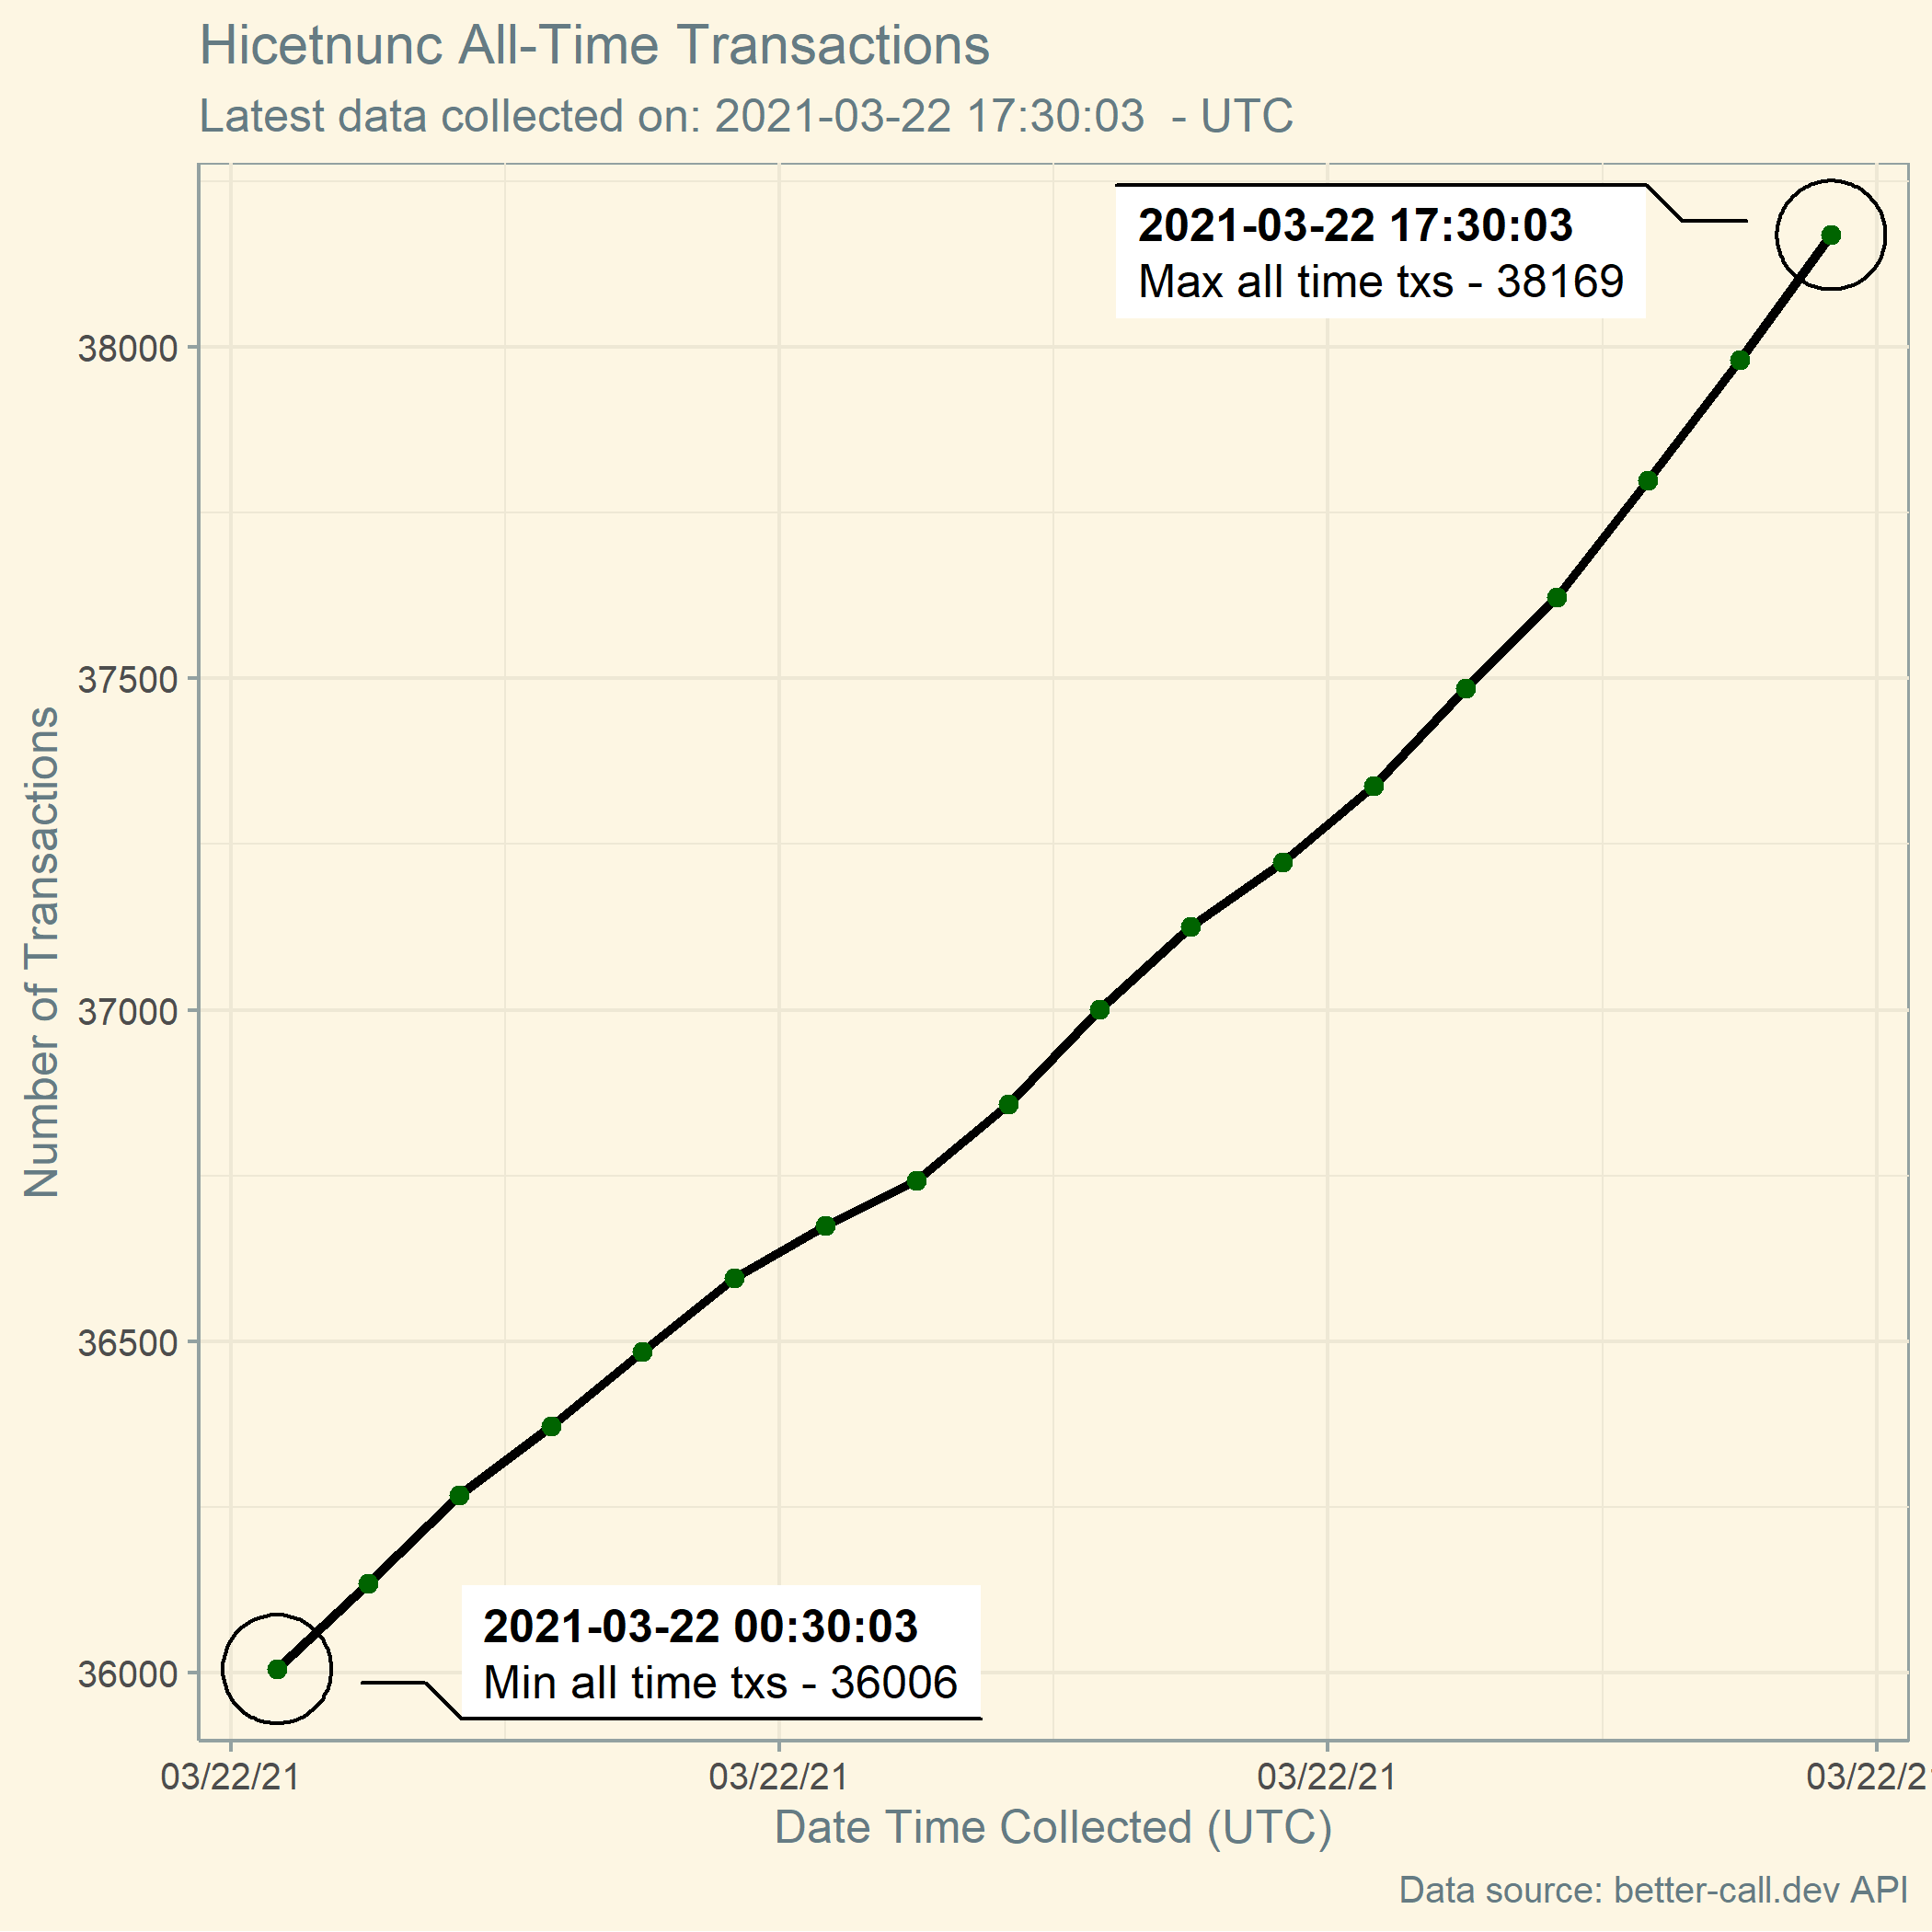 Hicetnunc All-Time Transactions
Latest data collected on: 2021-03-22 17:30:03  - UTC
2021-03-22 17:30:03
Max all time txs - 38169
38000
37500
37000
36500
36000
Number of Transactions
2021-03-22 00:30:03
Min all time txs - 36006
03/22/21 03/22/21 03/22/21 03/22/2
Date Time Collected (UTC)
Data source: better-call.dev API